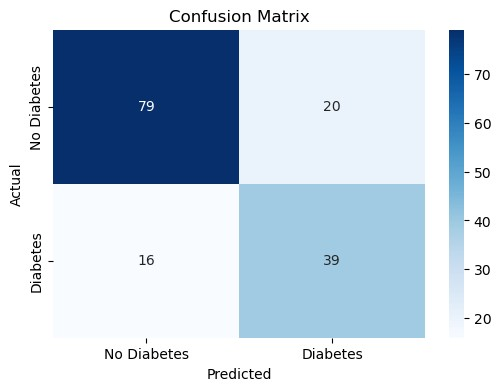 Confusion Matrix
No Diabetes
Diabetes
Actual
79
20
16
39
No Diabetes
Diabetes
Predicted
70
60
50
40
30
20